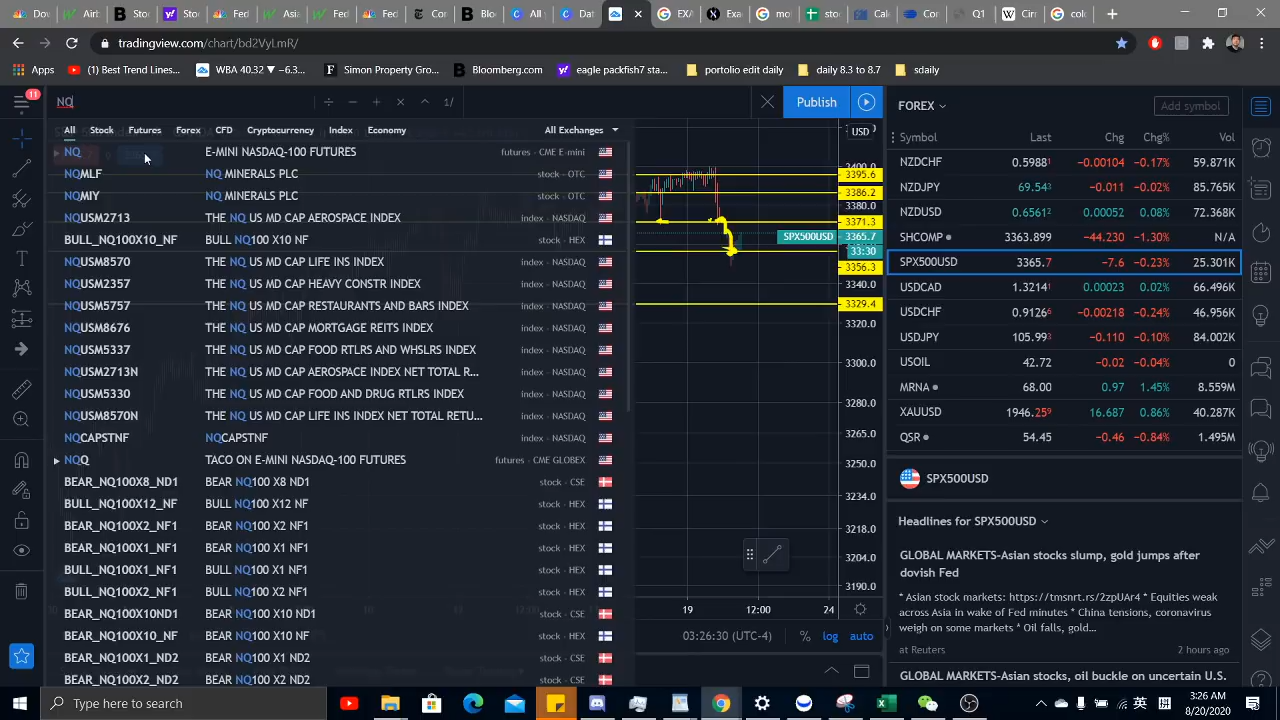 Fed
E
Bo
Sto
Sto
Fed
Fed
Co
Blo
All
Da
EXA
Exa
mo
St
Cal
Co
Q1
Cin
col
tradingview.com/chart/bd2VyLmR/
Apps
(1) Best Trend Lines...
WBA 40.32 ▼ −6.3...
Simon Property Gro...
Bloomberg.com
eagle packfish7 sta...
portoio edit daily
daily 3.3 to 8.7
sdaily
11
NQ
÷ − + × ^ 1/
Publish
All
Stock
Futures
Forex
CFD
Cryptocurrency
Index
Economy
All Exchanges
NQ E-MINI NASDAQ-100 FUTURES futures - CME E-mini
NQMLF NQ MINERALS PLC stock - OTC
NQMIY NQ MINERALS PLC stock - OTC
NQUSM2713 THE NQ US MD CAP AEROSPACE INDEX index - NASDAQ
BULL_NQ100X10_NF BULL NQ100 X10 NF stock - HEX
NQUSM8570 THE NQ US MD CAP LIFE INS INDEX index - NASDAQ
NQUSM2357 THE NQ US MD CAP HEAVY CONSTR INDEX index - NASDAQ
NQUSM5757 THE NQ US MD CAP RESTAURANTS AND BARS INDEX index - NASDAQ
NQUSM8676 THE NQ US MD CAP MORTGAGE REITS INDEX index - NASDAQ
NQUSM5337 THE NQ US MD CAP FOOD RTLRS AND WHSLRS INDEX index - NASDAQ
NQUSM2713N THE NQ US MD CAP AEROSPACE INDEX NET TOTAL R... index - NASDAQ
NQUSM5330 THE NQ US MD CAP FOOD AND DRUG RTLRS INDEX index - NASDAQ
NQUSM8570N THE NQ US MD CAP LIFE INS INDEX NET TOTAL RETU... index - NASDAQ
NQCAPSTNF NQCAPSTNF index - NASDAQ
NQQ TACO ON E-MINI NASDAQ-100 FUTURES futures - CME GLOBEX
BEAR_NQ100X8_ND1 BEAR NQ100 X8 ND1 stock - CSE
BULL_NQ100X12_NF BULL NQ100 X12 NF stock - HEX
BEAR_NQ100X2_NF1 BEAR NQ100 X2 NF1 stock - HEX
BEAR_NQ100X1_NF1 BEAR NQ100 X1 NF1 stock - HEX
BULL_NQ100X1_NF1 BEAR NQ100 X1 NF1 stock - HEX
BULL_NQ100X2_NF1 BEAR NQ100 X2 NF1 stock - HEX
BEAR_NQ100X10ND1 BEAR NQ100 X10 ND1 stock - CSE
BEAR_NQ100X10_NF BEAR NQ100 X10 NF stock - HEX
BEAR_NQ100X1_ND2 BEAR NQ100 X1 ND2 stock - CSE
BEAR_NQ100X2_ND2 BEAR NQ100 X2 ND2 stock - CSE
USD
3400.0
3395.6
3386.2
3380.0
3371.3
SPX500USD 3365.7
33:30
3356.3
3340.0
3329.4
3320.0
3300.0
3280.0
3265.0
3250.0
3234.0
3218.0
3204.0
3190.0
19 12:00 24
03:26:30 (UTC-4) % log auto
FOREX
Add symbol
Symbol Last Chg Chg% Vol
NZDCHF 0.5988¹ −0.00104 −0.17% 59.871K
NZDJPY 69.54³ −0.011 −0.02% 85.765K
NZDUSD 0.6561² 0.00052 0.08% 72.368K
SHCOMP 3363.899 −44.230 −1.30% N/A
SPX500USD 3365.7 −7.6 −0.23% 25.301K
USDCAD 1.3214¹ 0.00023 0.02% 66.496K
USDCHF 0.9126⁶ −0.00218 −0.24% 46.956K
USDJPY 105.99³ −0.110 −0.10% 84.002K
USOIL 42.72 −0.02 −0.04% 0
MRNA 68.00 0.97 1.45% 8.559M
XAUUSD 1946.25⁹ 16.687 0.86% 40.287K
QSR 54.45 −0.46 −0.84% 1.495M
SPX500USD
Headlines for SPX500USD
GLOBAL MARKETS-Asian stocks slump, gold jumps after
dovish Fed
* Asian stock markets: https://tmsnrt.rs/2zpUAr4 * Equities weak
across Asia in wake of Fed minutes * China tensions, coronavirus
weigh on some markets * Oil falls, gold...
at Reuters 2 hours ago
GLOBAL MARKETS-Asian stocks, oil buckle on uncertain U.S.
Type here to search
英
3:26 AM
8/20/2020